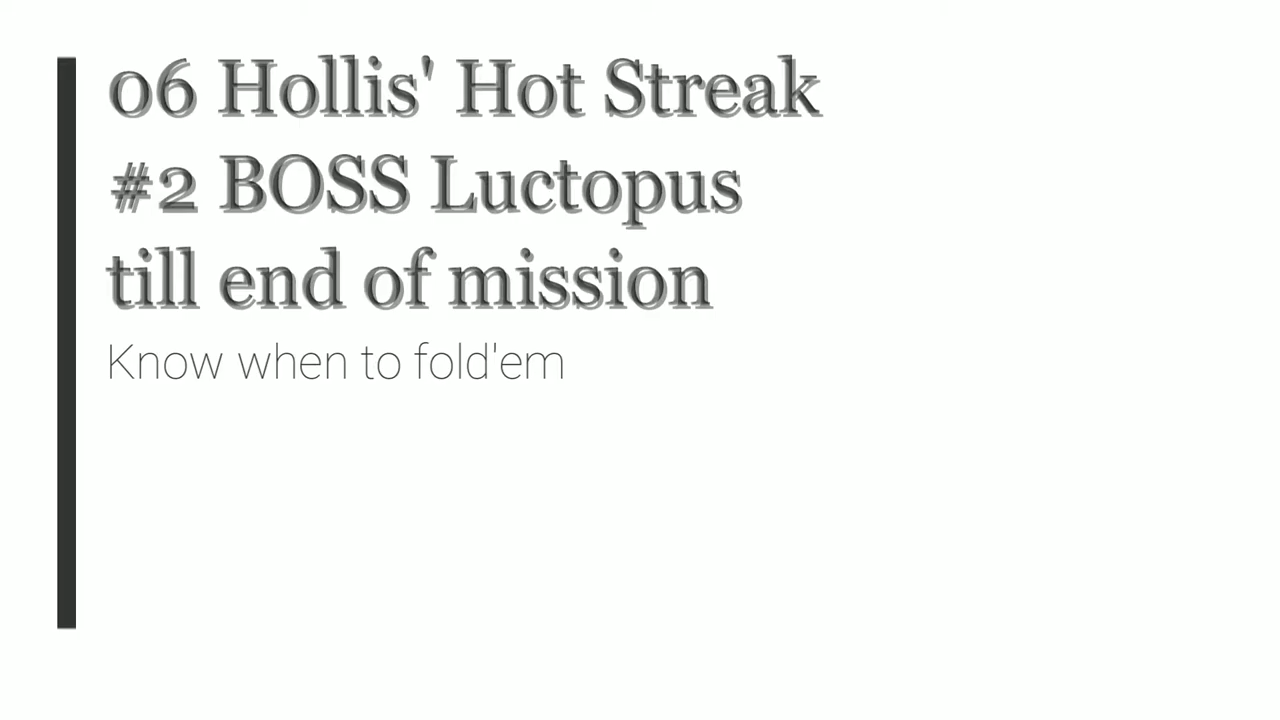 06 Hollis' Hot Streak
#2 BOSS Luctopus
till end of mission
Know when to fold'em